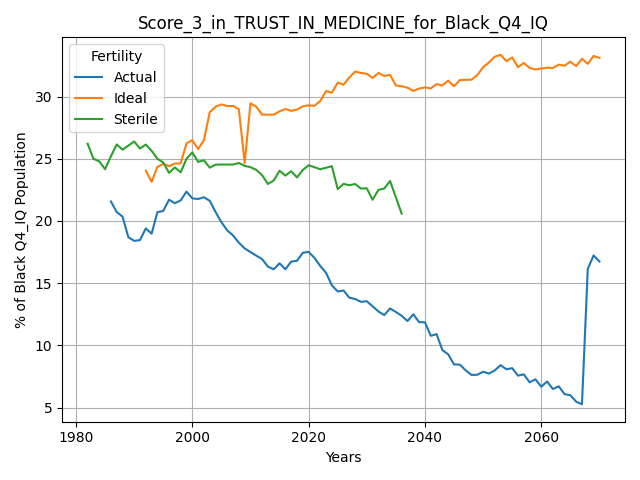 Score_3_in_TRUST_IN_MEDICINE_for_Black_Q4_IQ
Fertility
Actual
Ideal
Sterile
% of Black Q4_IQ Population
30
25
20
15
10
5
1980
2000
2020
2040
2060
Years